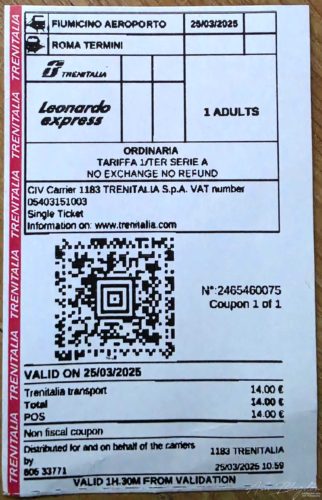 FIUMICINO AEROPORTO 25/03/2025
ROMA TERMINI
TRENITALIA
Leonardo
express
1 ADULTS
ORDINARIA
TARIFFA 1/TER SERIE A
NO EXCHANGE NO REFUND
CIV Carrier 1183 TRENITALIA S.p.A. VAT number
05403151003
Single Ticket
Information on: www.trenitalia.com
N°:2465460075
Coupon 1 of 1
VALID ON 25/03/2025
Trenitalia transport 14.00 €
Total 14.00 €
POS 14.00 €
Non fiscal coupon
Distributed for and on behalf of the carriers 1183 TRENITALIA
by
606 33771 25/03/2025 10.59
VALID 1H.30M FROM VALIDATION
TRENITALIA TRENITALIA TRENITALIA TRENITALIA TRENITALIA TRENITALIA TRENITALIA